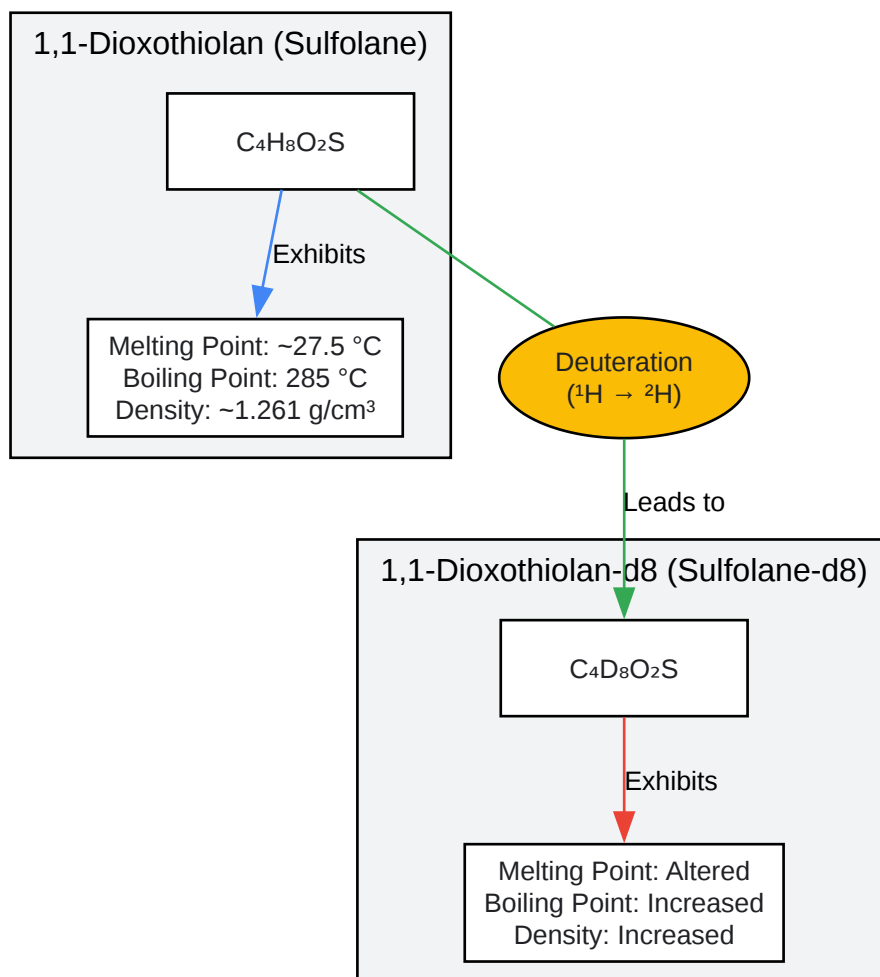 1,1-Dioxothiolan (Sulfolane)
C₄H₈O₂S
Exhibits
Melting Point: ~27.5 °C
Boiling Point: 285 °C
Density: ~1.261 g/cm³
Deuteration
(¹H → ²H)
Leads to
1,1-Dioxothiolan-d8 (Sulfolane-d8)
C₄D₈O₂S
Exhibits
Melting Point: Altered
Boiling Point: Increased
Density: Increased